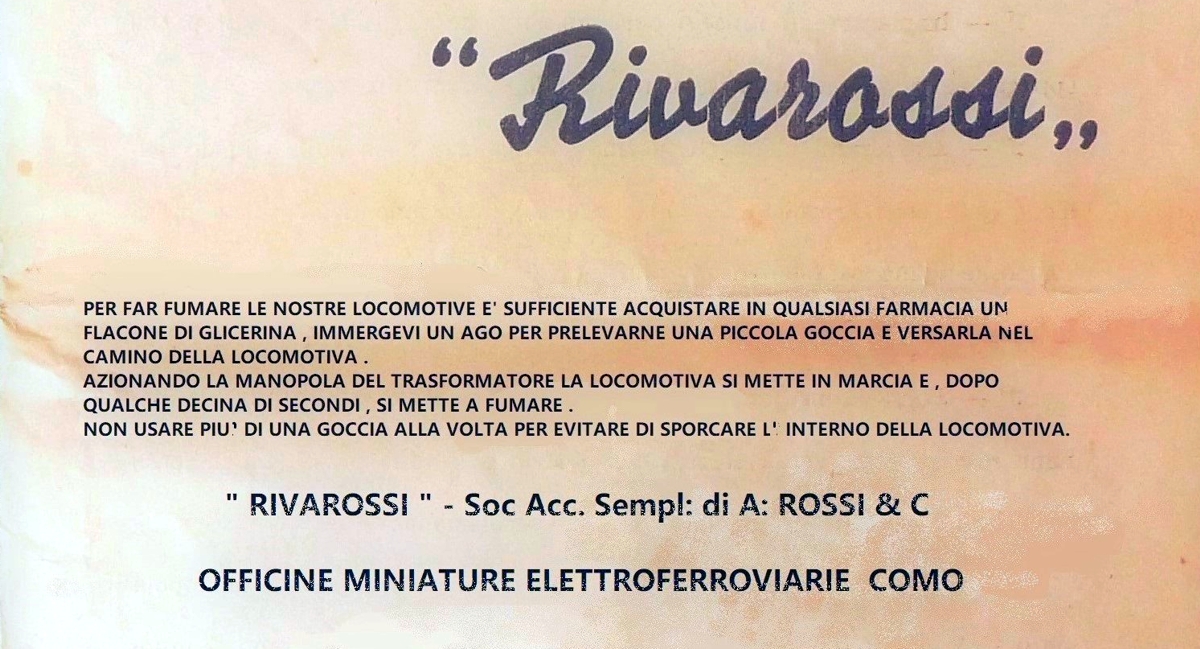 “Rivarossi„
PER FAR FUMARE LE NOSTRE LOCOMOTIVE E' SUFFICIENTE ACQUISTARE IN QUALSIASI FARMACIA UN
FLACONE DI GLICERINA , IMMERGEVI UN AGO PER PRELEVARNE UNA PICCOLA GOCCIA E VERSARLA NEL
CAMINO DELLA LOCOMOTIVA .
AZIONANDO LA MANOPOLA DEL TRASFORMATORE LA LOCOMOTIVA SI METTE IN MARCIA E , DOPO
QUALCHE DECINA DI SECONDI , SI METTE A FUMARE .
NON USARE PIU' DI UNA GOCCIA ALLA VOLTA PER EVITARE DI SPORCARE L' INTERNO DELLA LOCOMOTIVA.
" RIVAROSSI " - Soc Acc. Sempl: di A: ROSSI & C
OFFICINE MINIATURE ELETTROFERROVIARIE COMO